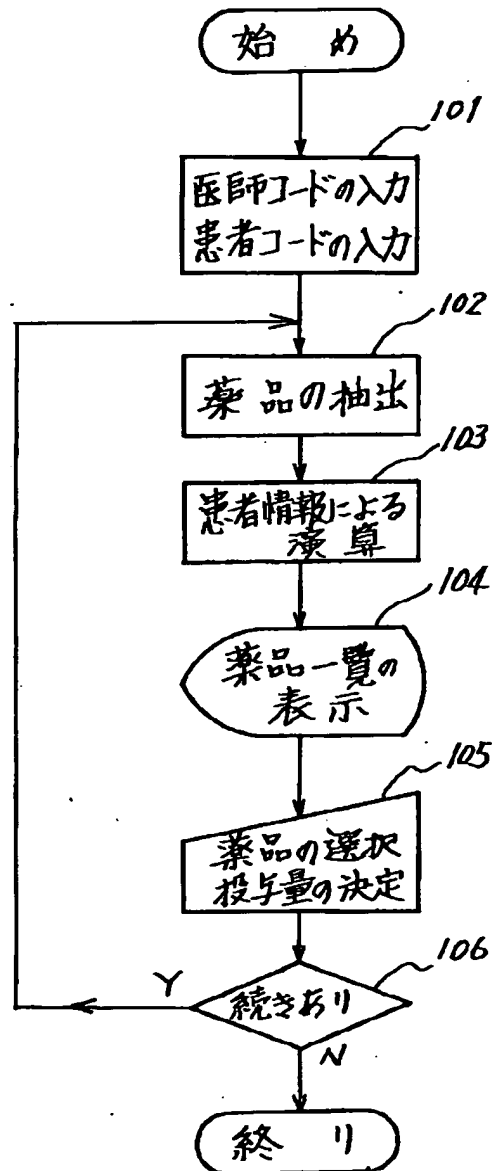 始 め
101
医師コードの入力
患者コードの入力
102
薬品の抽出
103
患者情報による
演算
104
薬品一覧の
表示
105
薬品の選択
投与量の決定
106
続きあり
Y
N
終 り